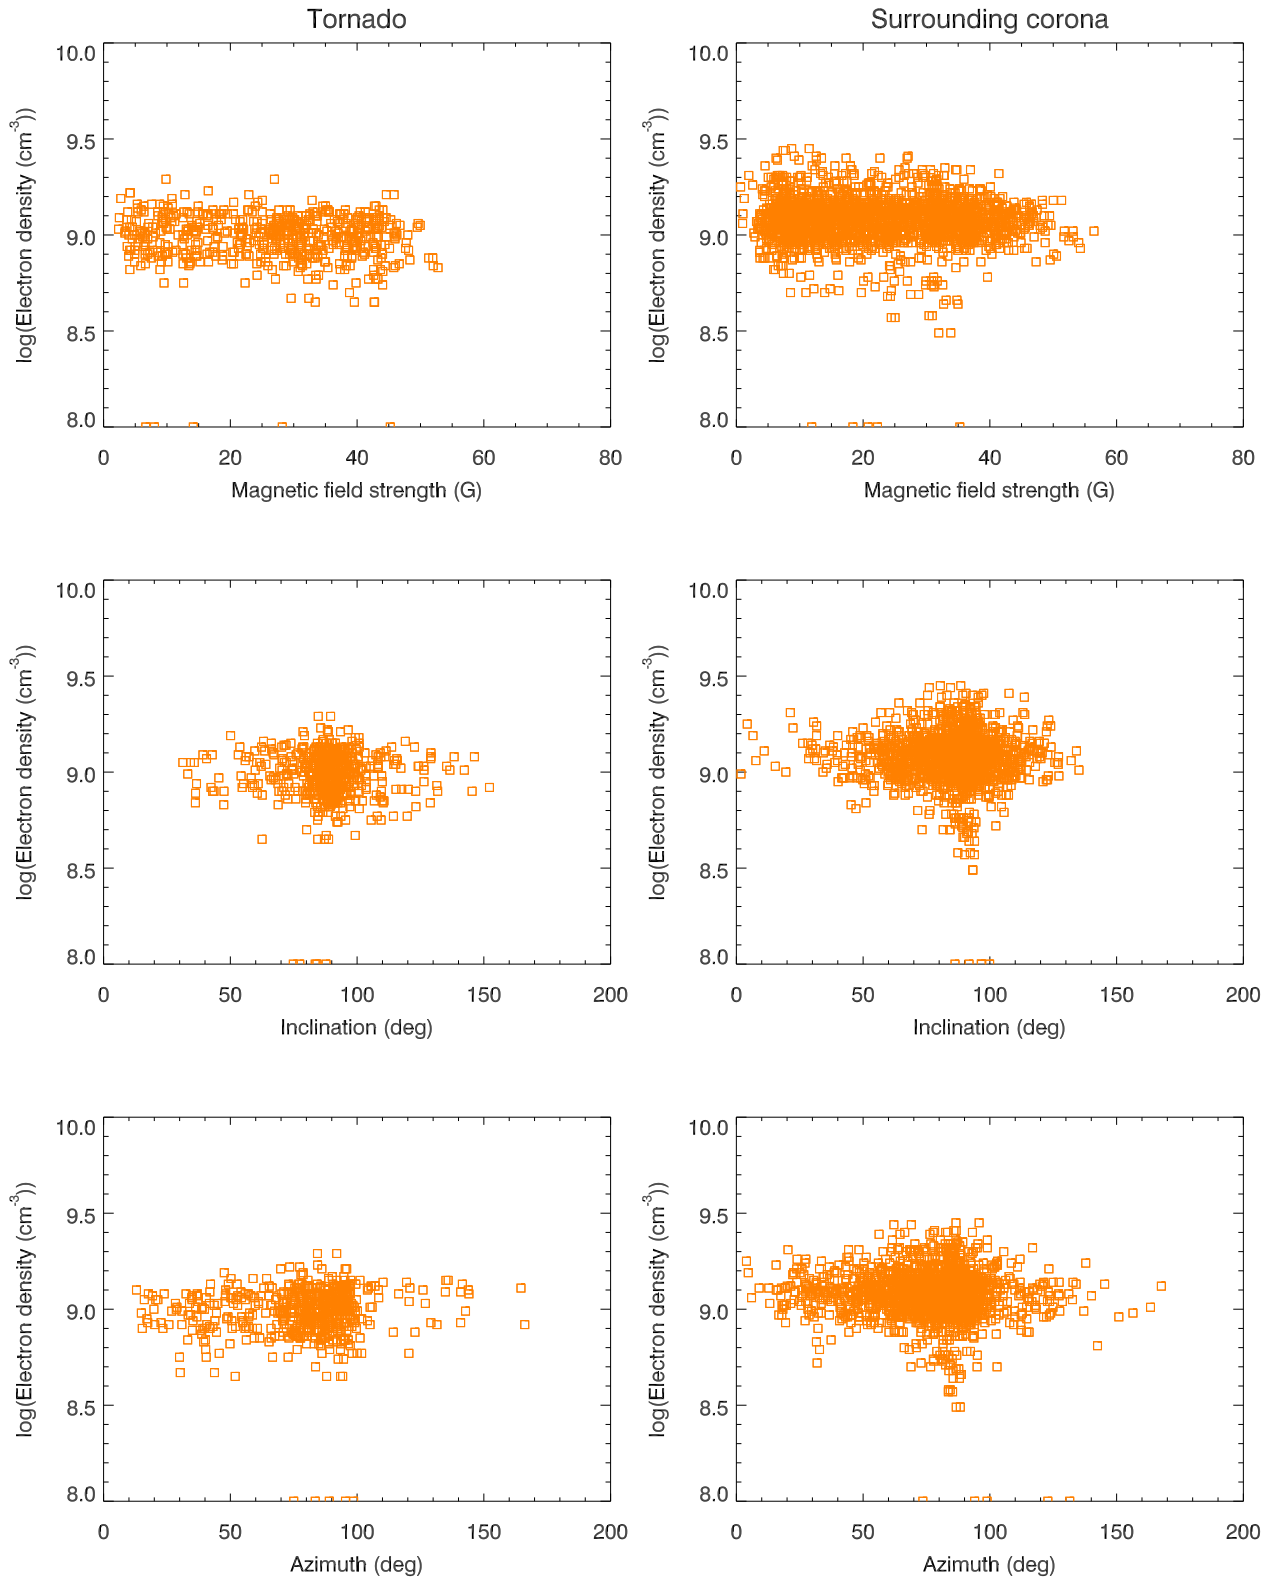 Tornado
Surrounding corona
10.0
9.5
9.0
8.5
8.0
log(Electron density (cm-3))
0 20 40 60 80
Magnetic field strength (G)
10.0
9.5
9.0
8.5
8.0
log(Electron density (cm-3))
0 20 40 60 80
Magnetic field strength (G)
10.0
9.5
9.0
8.5
8.0
log(Electron density (cm-3))
0 50 100 150 200
Inclination (deg)
10.0
9.5
9.0
8.5
8.0
log(Electron density (cm-3))
0 50 100 150 200
Inclination (deg)
10.0
9.5
9.0
8.5
8.0
log(Electron density (cm-3))
0 50 100 150 200
Azimuth (deg)
10.0
9.5
9.0
8.5
8.0
log(Electron density (cm-3))
0 50 100 150 200
Azimuth (deg)